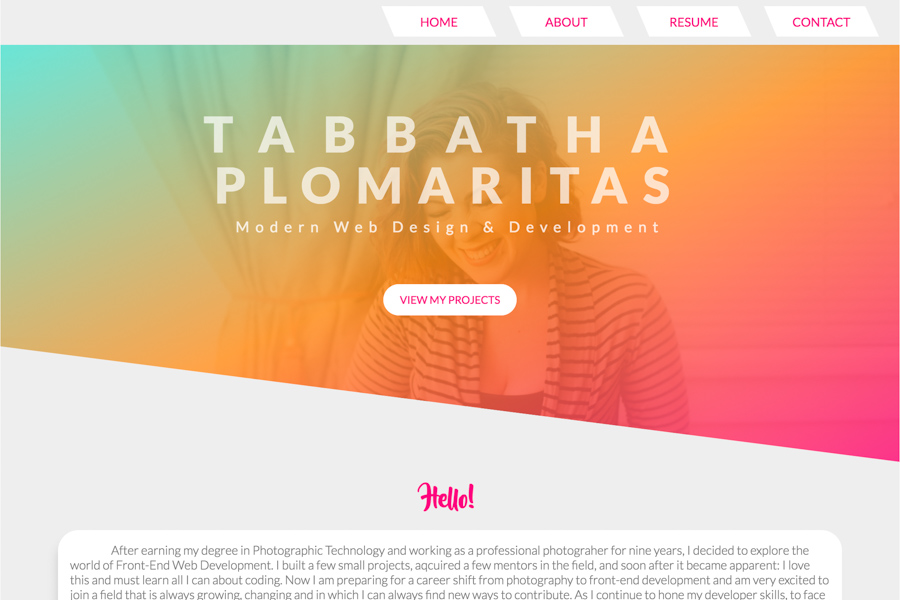 HOME ABOUT RESUME CONTACT
TABBATHA
PLOMARITAS
Modern Web Design & Development
VIEW MY PROJECTS
Hello!
After earning my degree in Photographic Technology and working as a professional photograher for nine years, I decided to explore the
world of Front-End Web Development. I built a few small projects, aqcuired a few mentors in the field, and soon after it became apparent: I love
this and must learn all I can about coding. Now I am preparing for a career shift from photography to front-end development and am very excited to
join a field that is always growing, changing and in which I can always find new ways to contribute. As I continue to hone my developer skills, to face